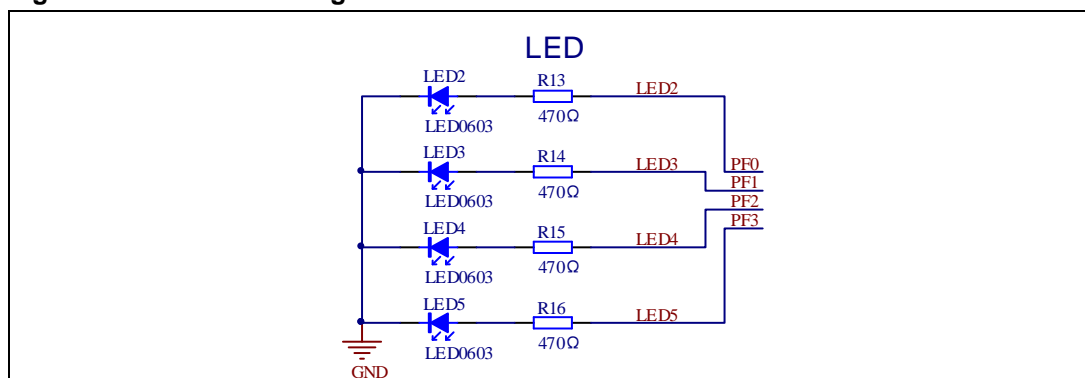 LED
LED2
R13
LED2
LED0603
470Ω
LED3
R14
LED3
PF0
PF1
LED0603
470Ω
PF2
LED4
R15
PF3
LED4
LED0603
470Ω
LED5
R16
LED5
LED0603
470Ω
GND